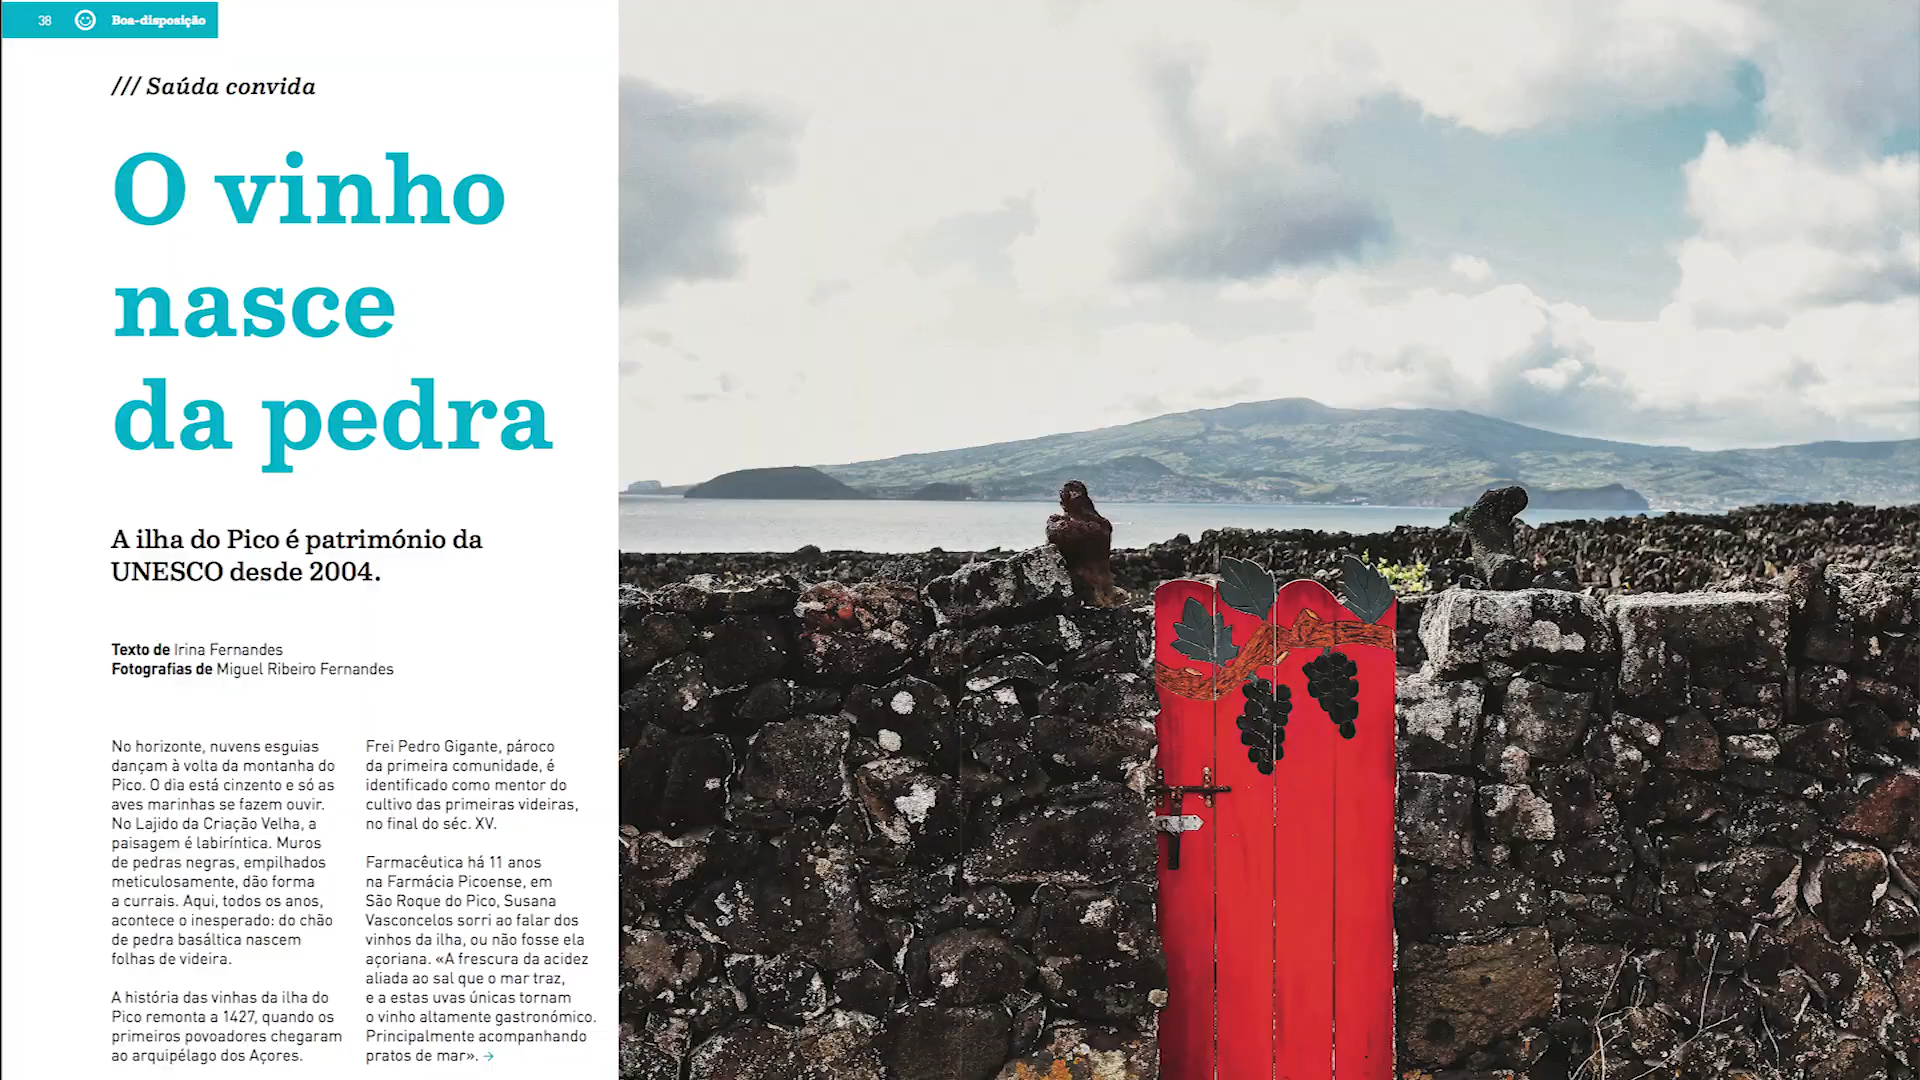 38 Boa-disposição
/// Saúda convida
O vinho
nasce
da pedra
A ilha do Pico é património da
UNESCO desde 2004.
Texto de Irina Fernandes
Fotografias de Miguel Ribeiro Fernandes
No horizonte, nuvens esguias
dançam à volta da montanha do
Pico. O dia está cinzento e só as
aves marinhas se fazem ouvir.
No Lajido da Criação Velha, a
paisagem é labiríntica. Muros
de pedras negras, empilhados
meticulosamente, dão forma
a currais. Aqui, todos os anos,
acontece o inesperado: do chão
de pedra basáltica nascem
folhas de videira.
A história das vinhas da ilha do
Pico remonta a 1427, quando os
primeiros povoadores chegaram
ao arquipélago dos Açores.
Frei Pedro Gigante, pároco
da primeira comunidade, é
identificado como mentor do
cultivo das primeiras videiras,
no final do séc. XV.
Farmacêutica há 11 anos
na Farmácia Picoense, em
São Roque do Pico, Susana
Vasconcelos sorri ao falar dos
vinhos da ilha, ou não fosse ela
açoriana. «A frescura da acidez
aliada ao sal que o mar traz,
e a estas uvas únicas tornam
o vinho altamente gastronómico.
Principalmente acompanhando
pratos de mar». →